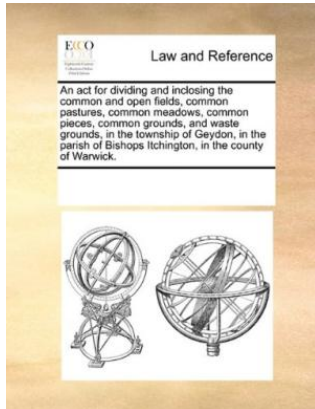 ECCO
Law and Reference
An act for dividing and inclosing the
common and open fields, common
pastures, common meadows, common
pieces, common grounds, and waste
grounds, in the township of Geydon, in the
parish of Bishops Itchington, in the county
of Warwick.